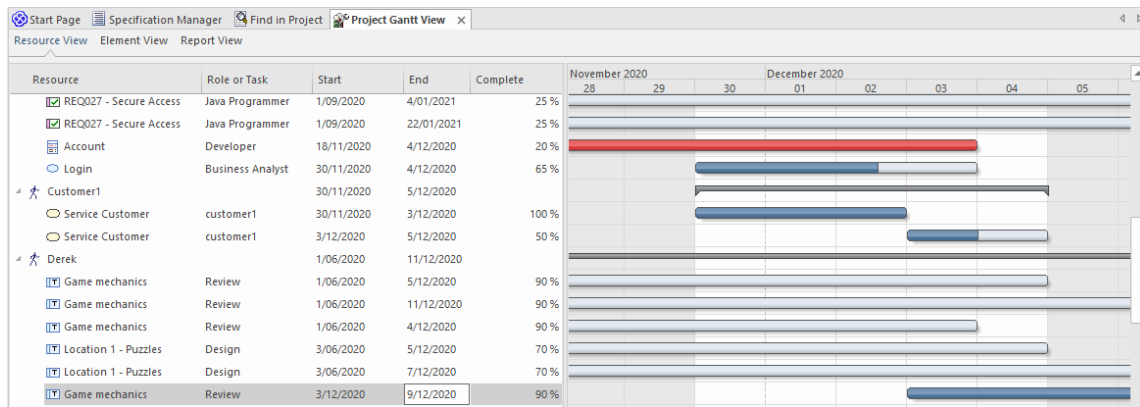 Start Page Specification Manager Find in Project Project Gantt View
Resource View Element View Report View
Resource Role or Task Start End Complete November 2020 December 2020
28 29 30 01 02 03 04 05
REQ027 - Secure Access Java Programmer 1/09/2020 4/01/2021 25 %
REQ027 - Secure Access Java Programmer 1/09/2020 22/01/2021 25 %
Account Developer 18/11/2020 4/12/2020 20 %
Login Business Analyst 30/11/2020 4/12/2020 65 %
Customer1 30/11/2020 5/12/2020
Service Customer customer1 30/11/2020 3/12/2020 100 %
Service Customer customer1 3/12/2020 5/12/2020 50 %
Derek 1/06/2020 11/12/2020
Game mechanics Review 1/06/2020 5/12/2020 90 %
Game mechanics Review 1/06/2020 11/12/2020 90 %
Game mechanics Review 1/06/2020 4/12/2020 90 %
Location 1 - Puzzles Design 3/06/2020 5/12/2020 70 %
Location 1 - Puzzles Design 3/06/2020 7/12/2020 70 %
Game mechanics Review 3/12/2020 9/12/2020 90 %